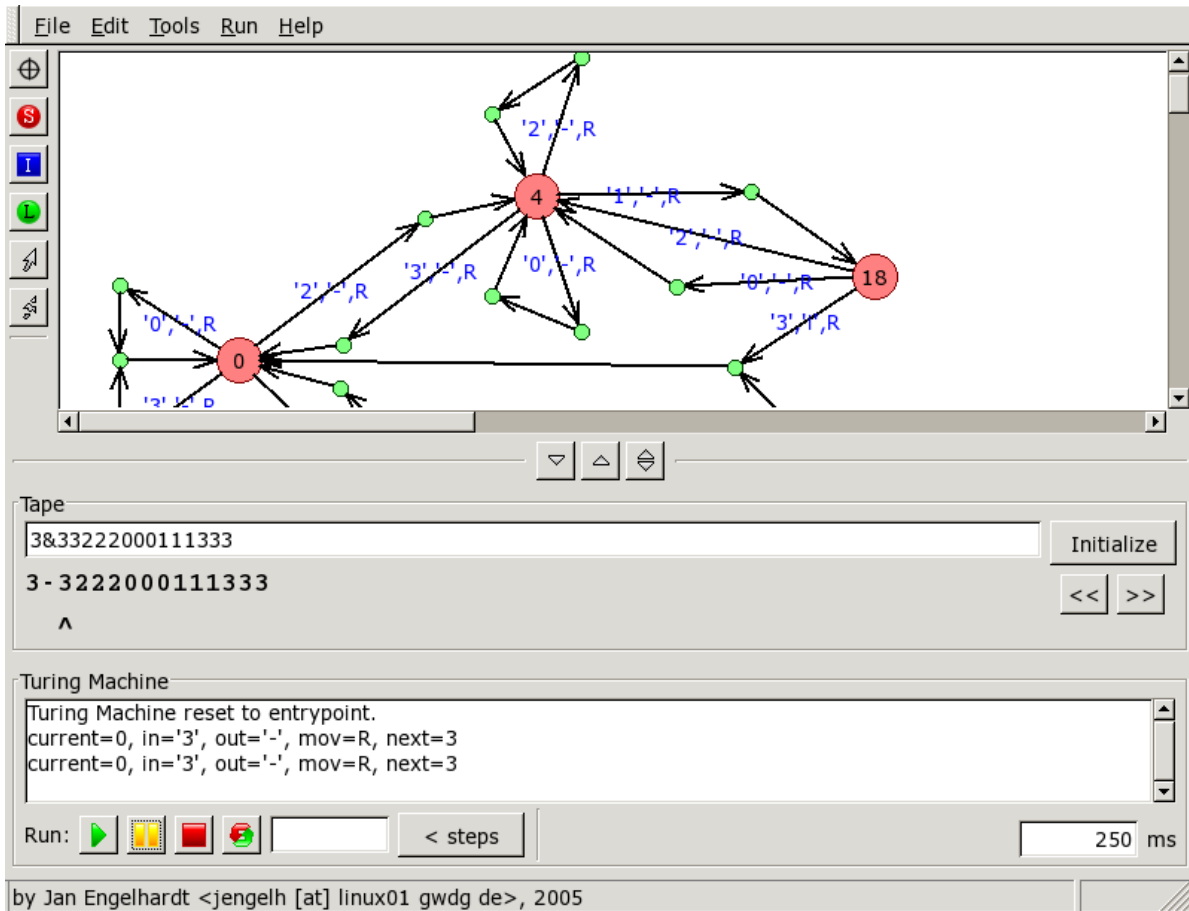 File Edit Tools Run Help
S
I
L
'2','-',R
4
'1','-',R
'2','-',R
'0','-',R
'3','-',R
'0','-',R
18
'2','-',R
'3','I',R
'0','-',R
0
'3','-',R
Tape
3&33222000111333
Initialize
3-3222000111333
<< >>
^
Turing Machine
Turing Machine reset to entrypoint.
current=0, in='3', out='-', mov=R, next=3
current=0, in='3', out='-', mov=R, next=3
Run: < steps 250 ms
by Jan Engelhardt <jengelh [at] linux01 gwdg de>, 2005